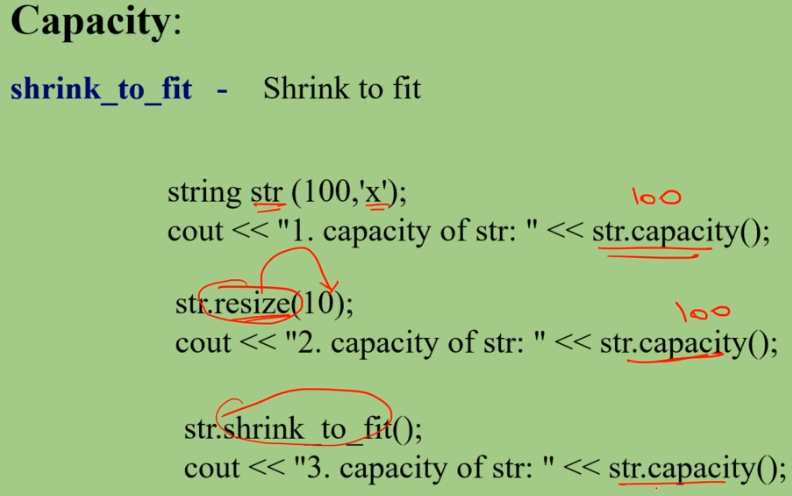 Capacity:
shrink_to_fit - Shrink to fit
string str (100,'x');
100
cout << "1. capacity of str: " << str.capacity();
str.resize(10);
100
cout << "2. capacity of str: " << str.capacity();
str.shrink_to_fit();
cout << "3. capacity of str: " << str.capacity();